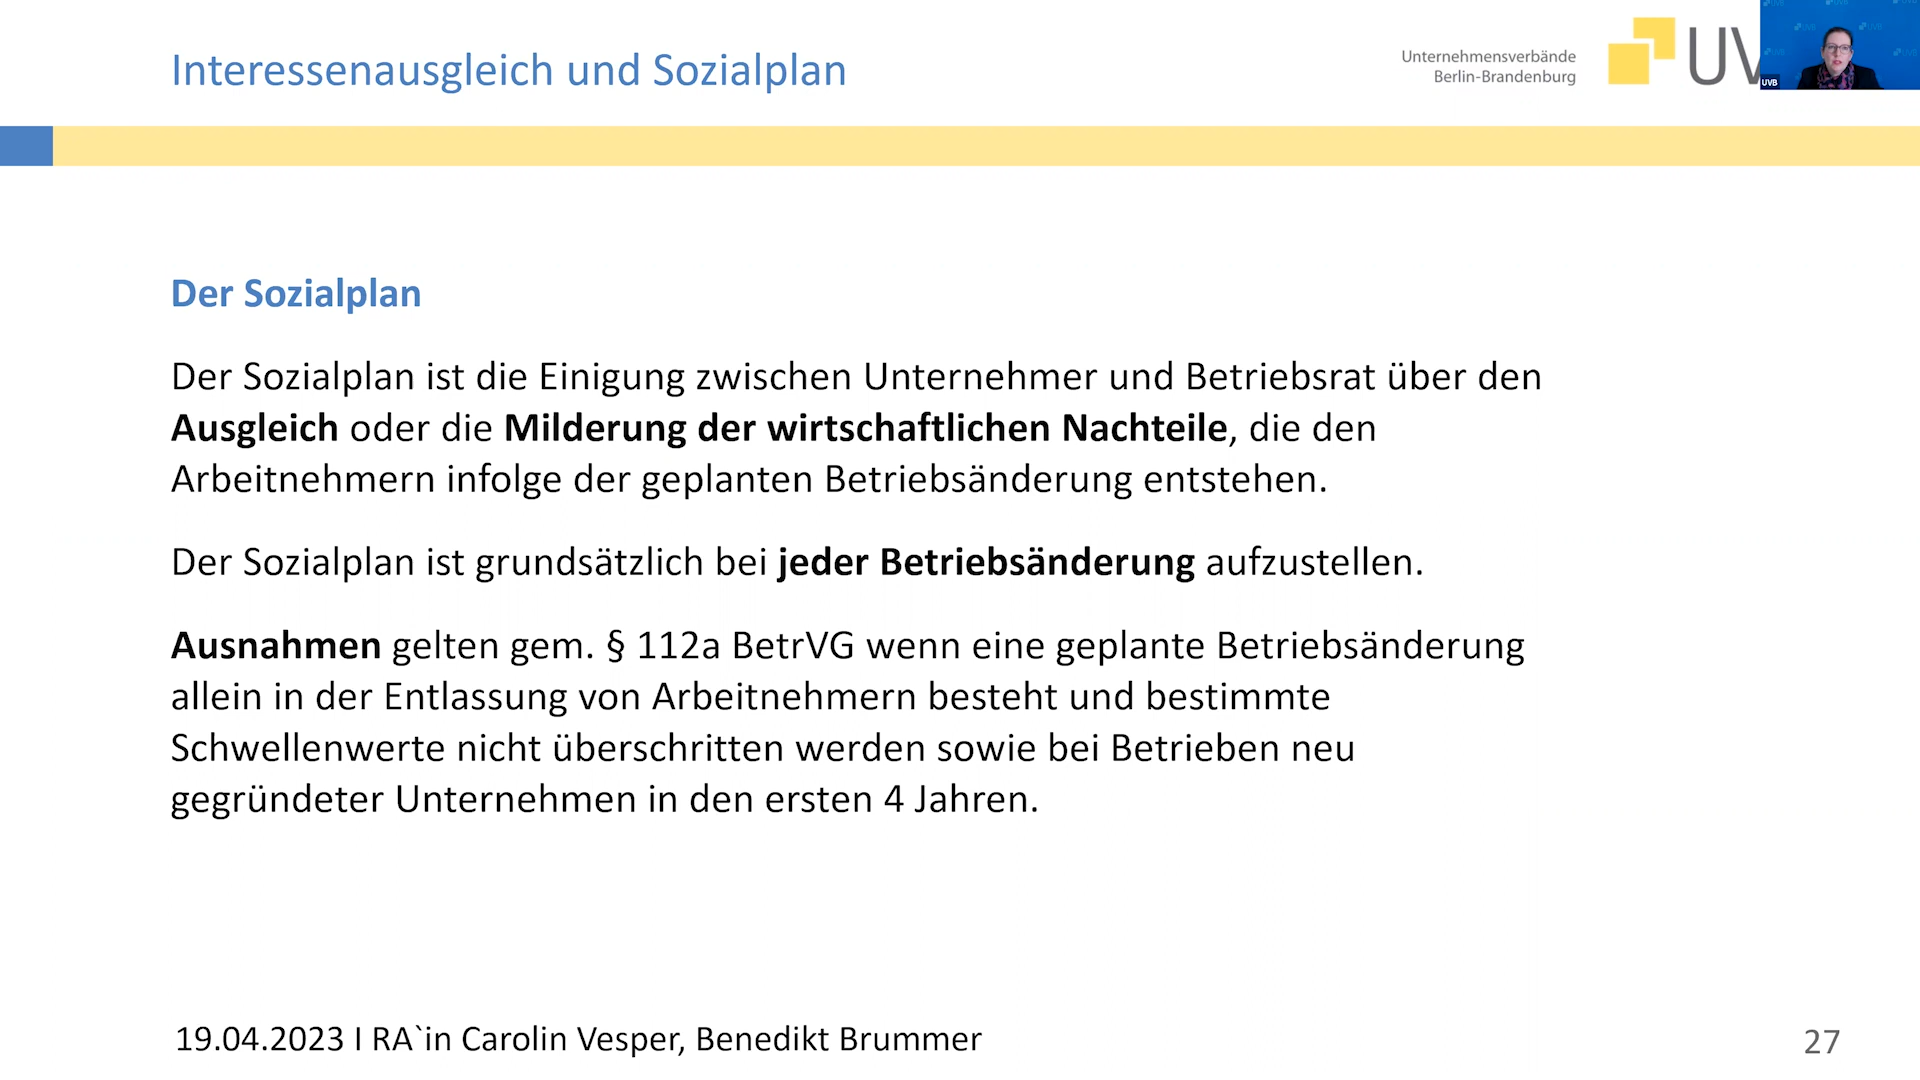 Interessenausgleich und Sozialplan
Unternehmensverbände
Berlin-Brandenburg
UV
UVB
Der Sozialplan
Der Sozialplan ist die Einigung zwischen Unternehmer und Betriebsrat über den
Ausgleich oder die Milderung der wirtschaftlichen Nachteile, die den
Arbeitnehmern infolge der geplanten Betriebsänderung entstehen.
Der Sozialplan ist grundsätzlich bei jeder Betriebsänderung aufzustellen.
Ausnahmen gelten gem. § 112a BetrVG wenn eine geplante Betriebsänderung
allein in der Entlassung von Arbeitnehmern besteht und bestimmte
Schwellenwerte nicht überschritten werden sowie bei Betrieben neu
gegründeter Unternehmen in den ersten 4 Jahren.
19.04.2023 I RA`in Carolin Vesper, Benedikt Brummer
27